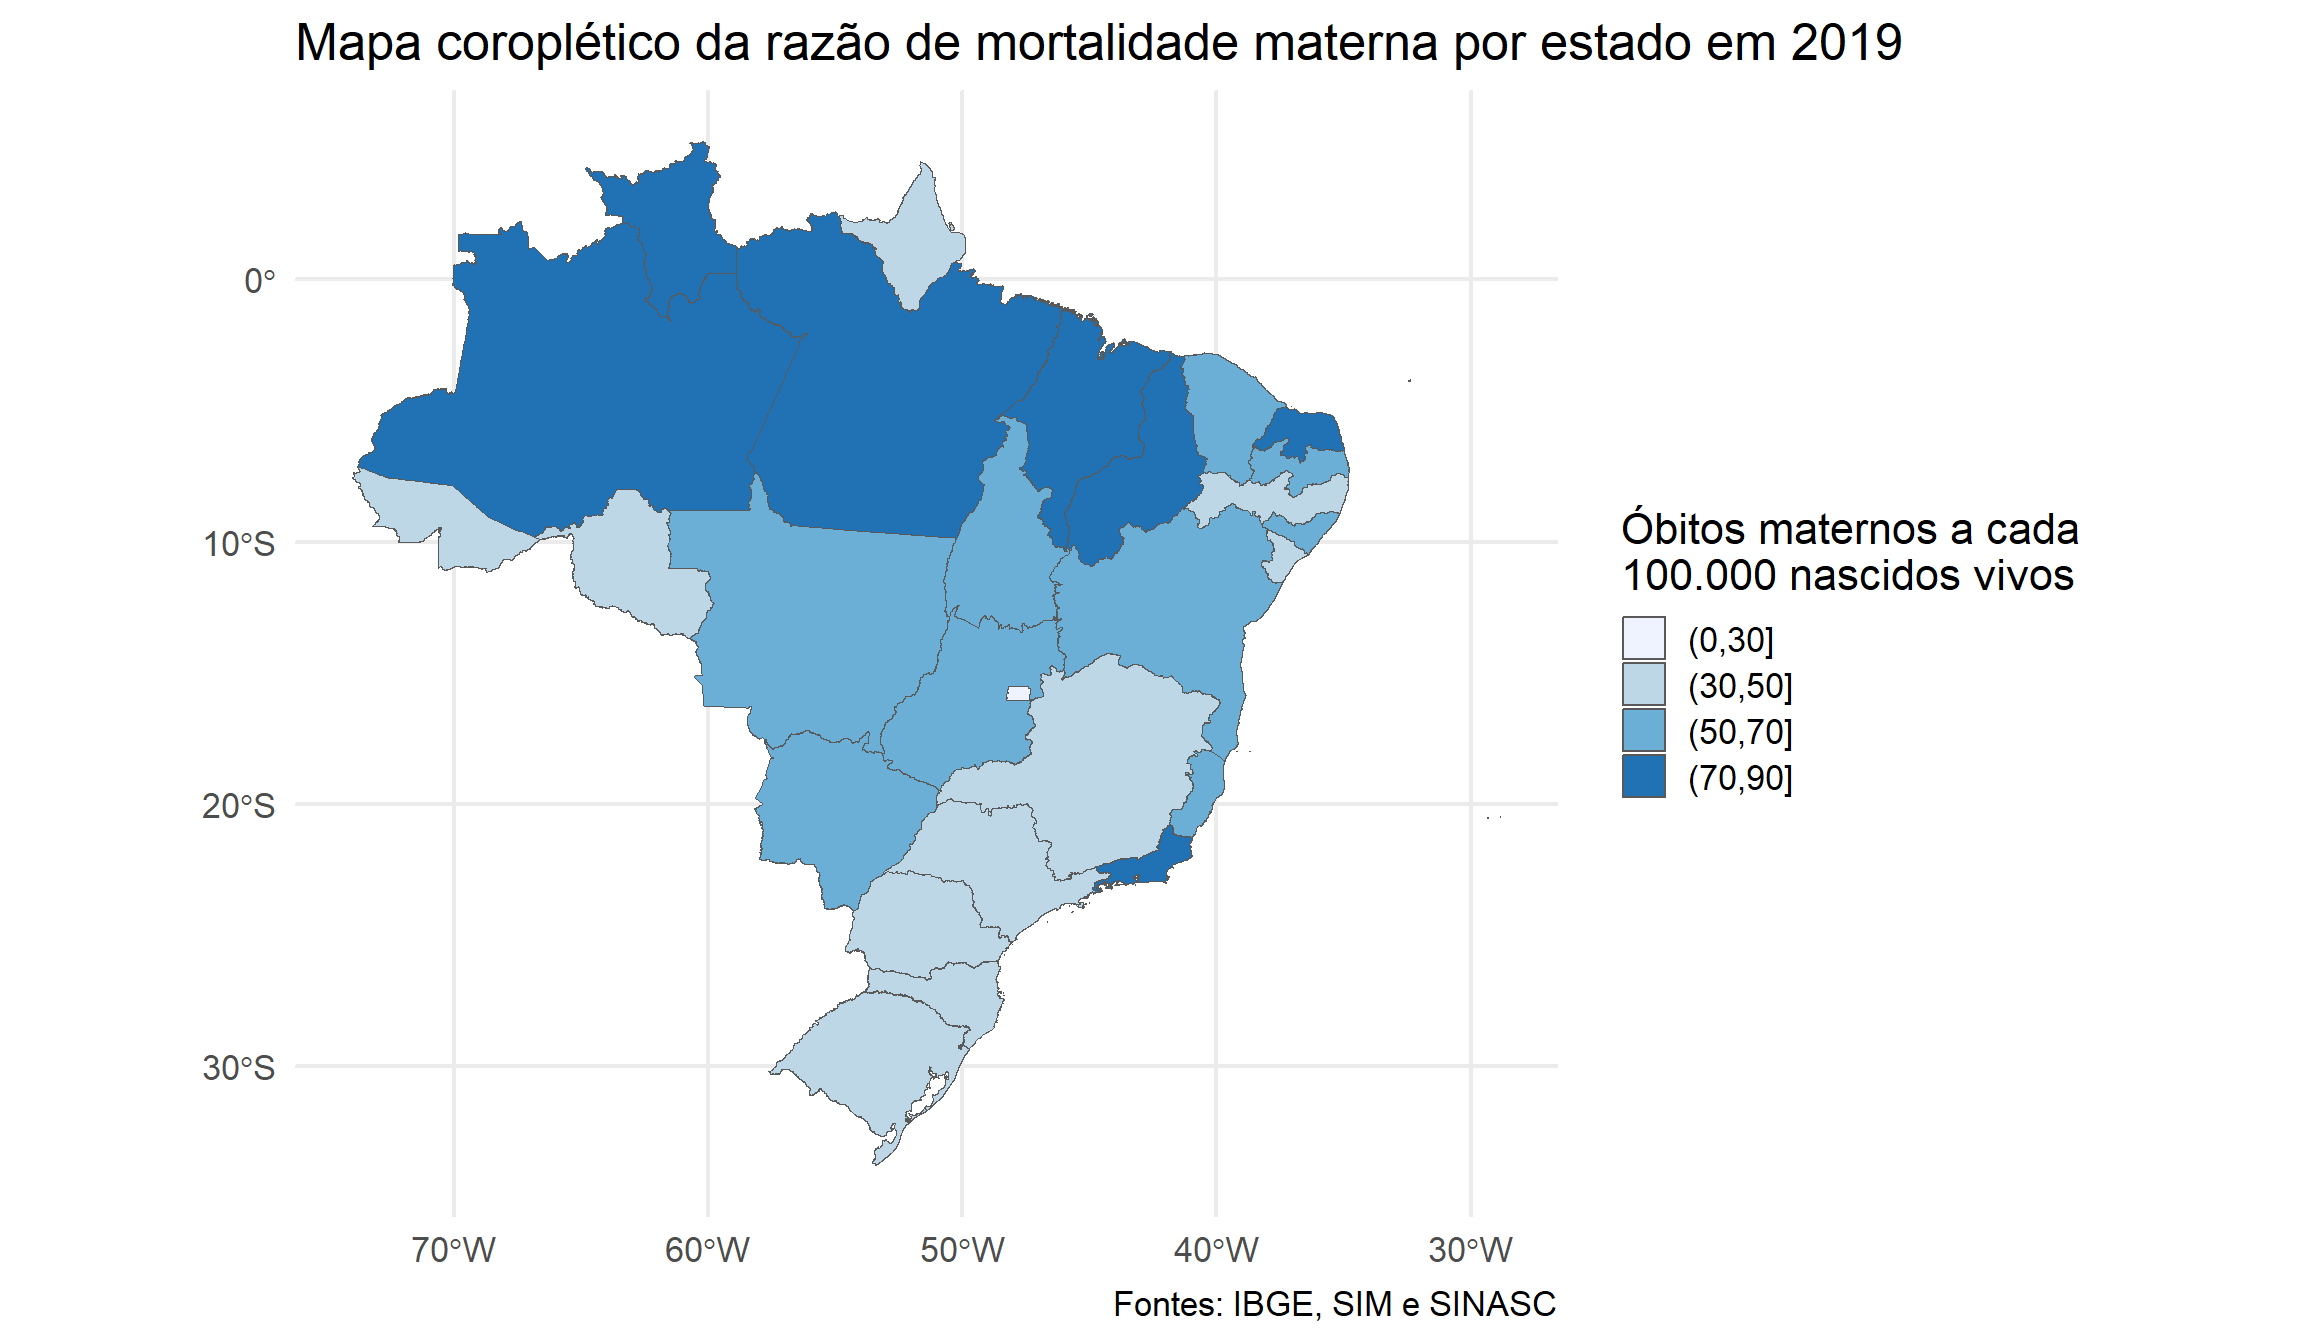 Mapa coroplético da razão de mortalidade materna por estado em 2019
0°
10°S
20°S
30°S
70°W
60°W
50°W
40°W
30°W
Óbitos maternos a cada
100.000 nascidos vivos
(0,30]
(30,50]
(50,70]
(70,90]
Fontes: IBGE, SIM e SINASC